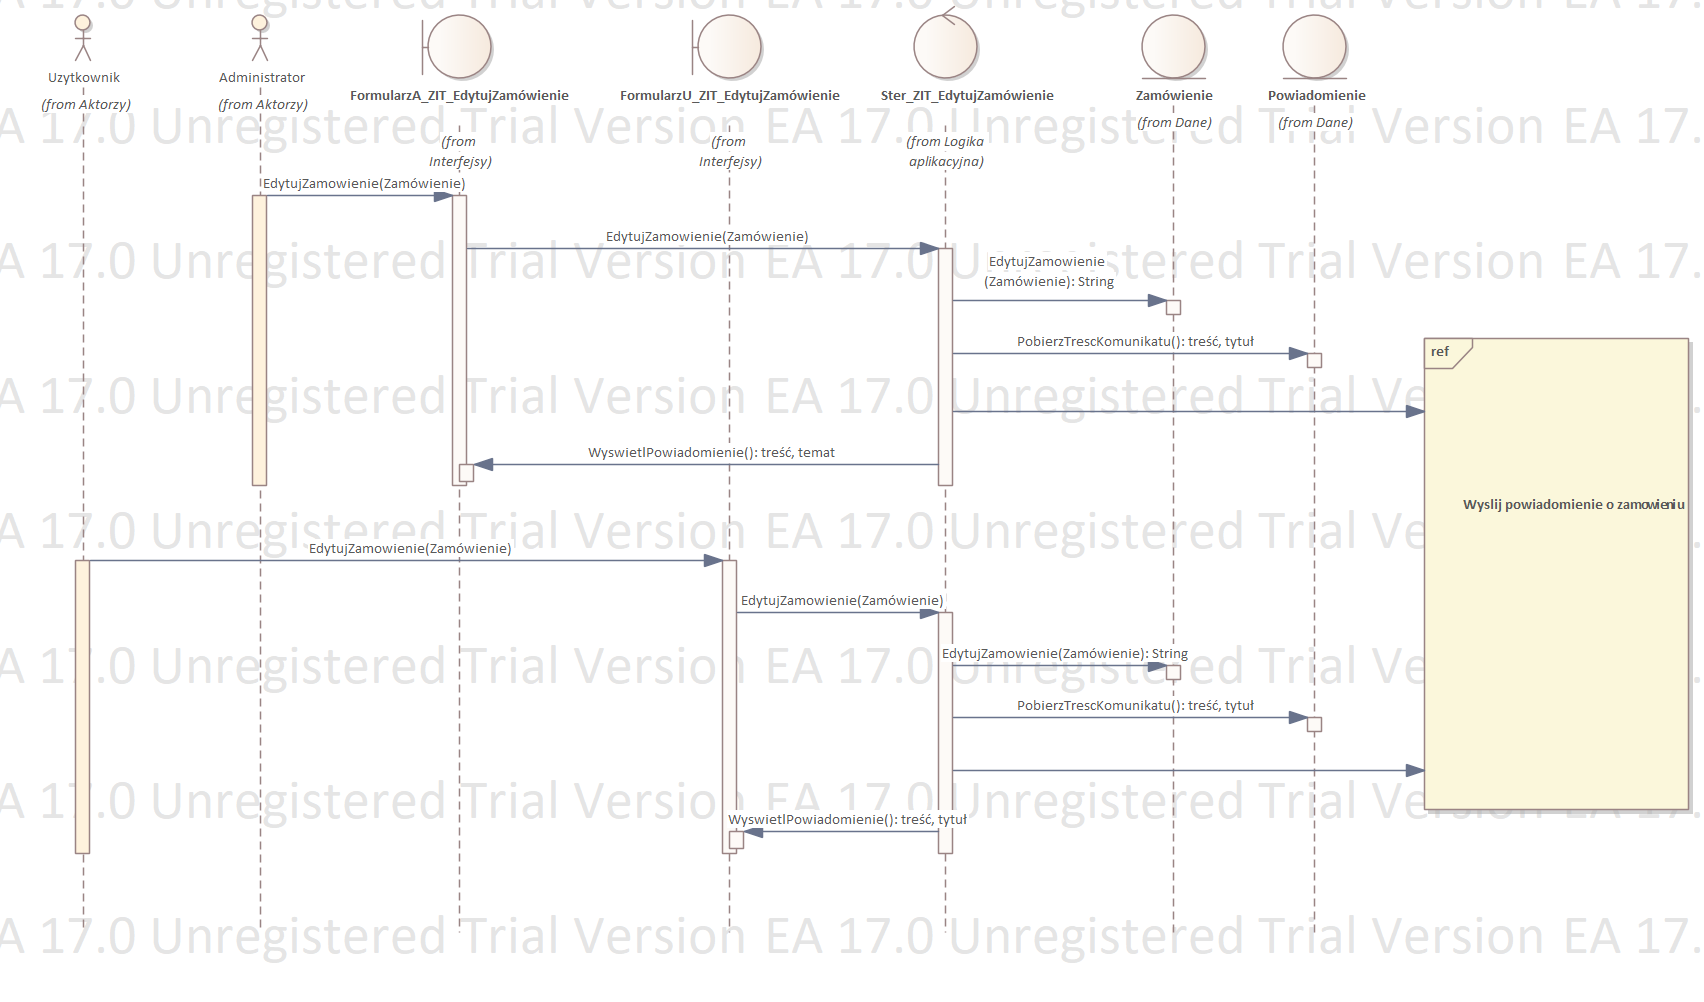 EA 17.0 Unregistered Trial Version EA 17.0 Unregistered Trial Version EA 17.
Uzytkownik
(from Aktorzy)
Administrator
(from Aktorzy)
FormularzA_ZIT_EdytujZamówienie
(from
Interfejsy)
FormularzU_ZIT_EdytujZamówienie
(from
Interfejsy)
Ster_ZIT_EdytujZamówienie
(from Logika
aplikacyjna)
Zamówienie
(from Dane)
Powiadomienie
(from Dane)
EdytujZamowienie(Zamówienie)
EdytujZamowienie(Zamówienie)
EdytujZamowienie
(Zamówienie): String
PobierzTrescKomunikatu(): treść, tytuł
ref
WyswietlPowiadomienie(): treść, temat
Wyslij powiadomienie o zamowieniu
EdytujZamowienie(Zamówienie)
EdytujZamowienie(Zamówienie)
EdytujZamowienie(Zamówienie): String
PobierzTrescKomunikatu(): treść, tytuł
WyswietlPowiadomienie(): treść, tytuł